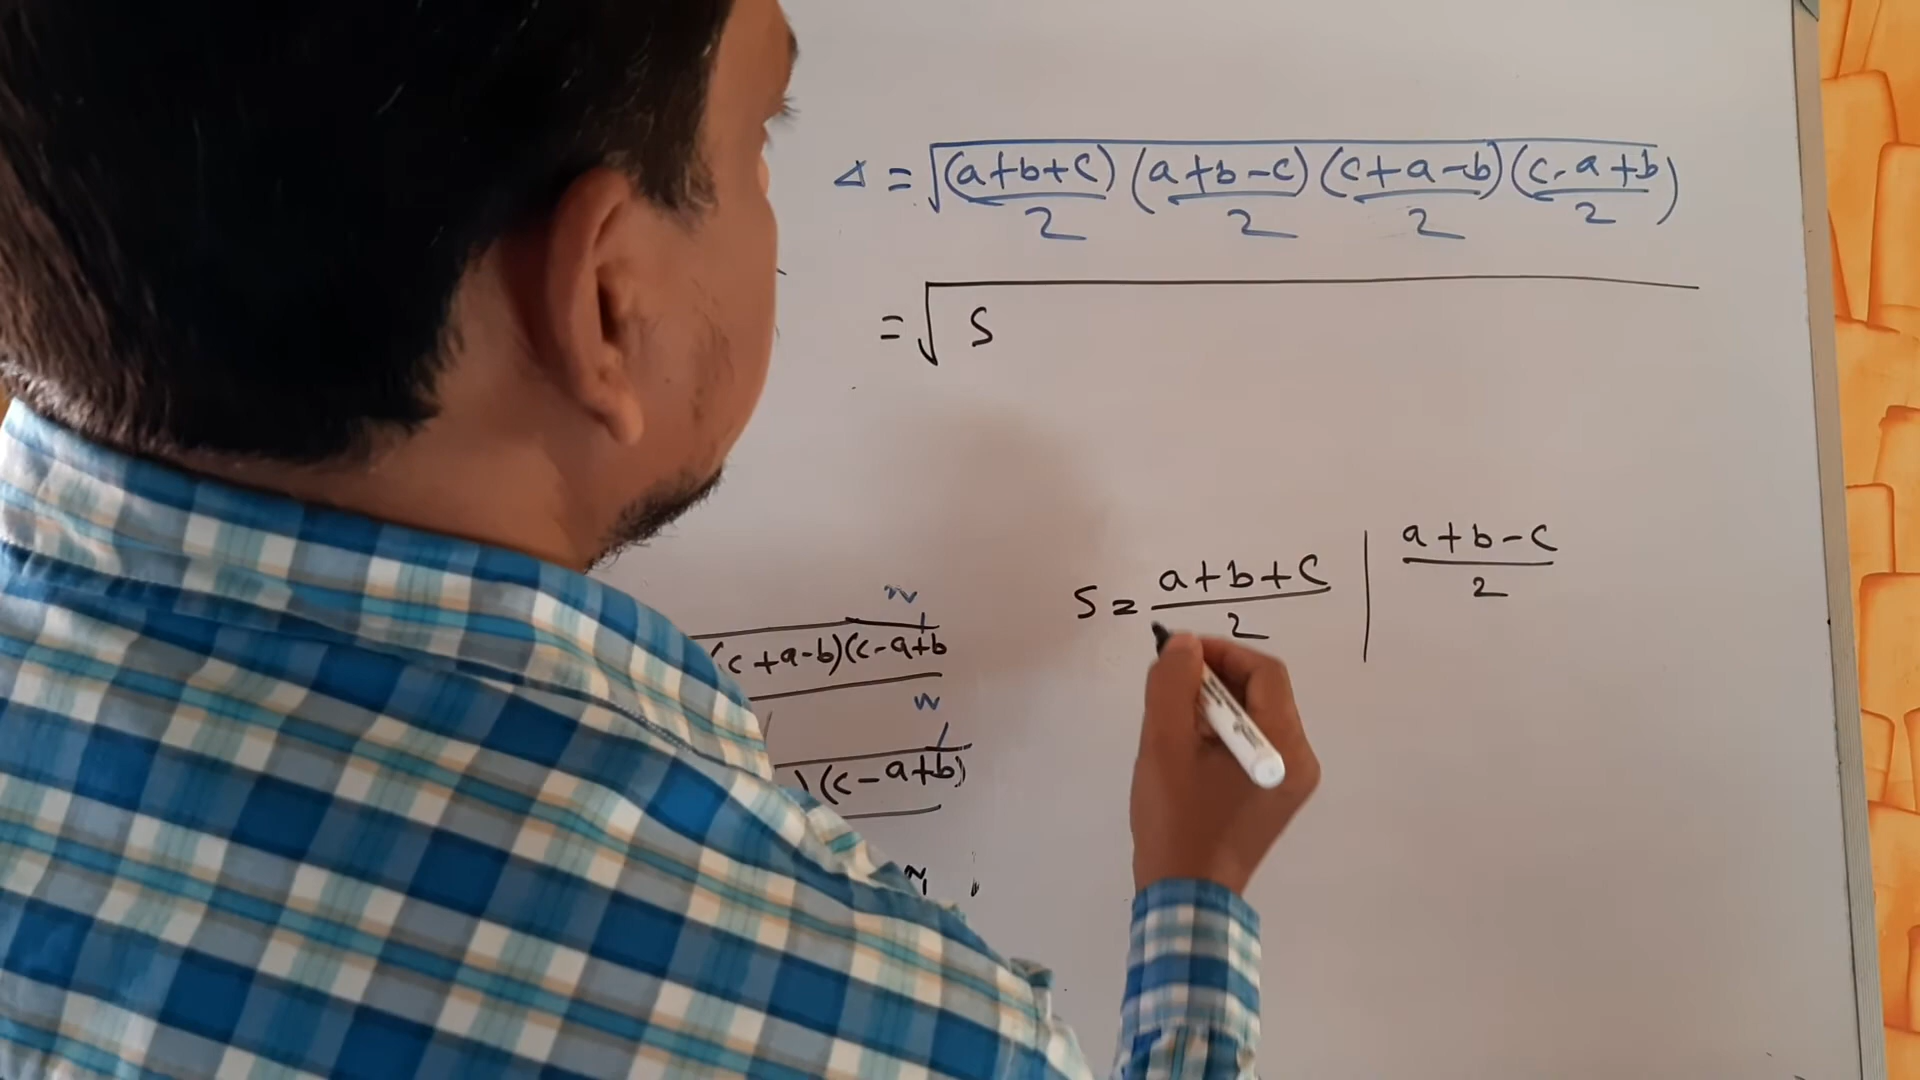 Δ = √(a+b+c)/2 (a+b-c)/2 (c+a-b)/2 (c-a+b)/2
= √ S
S = a+b+c/2 | a+b-c/2
(c+a-b)(c-a+b
)(c-a+b)